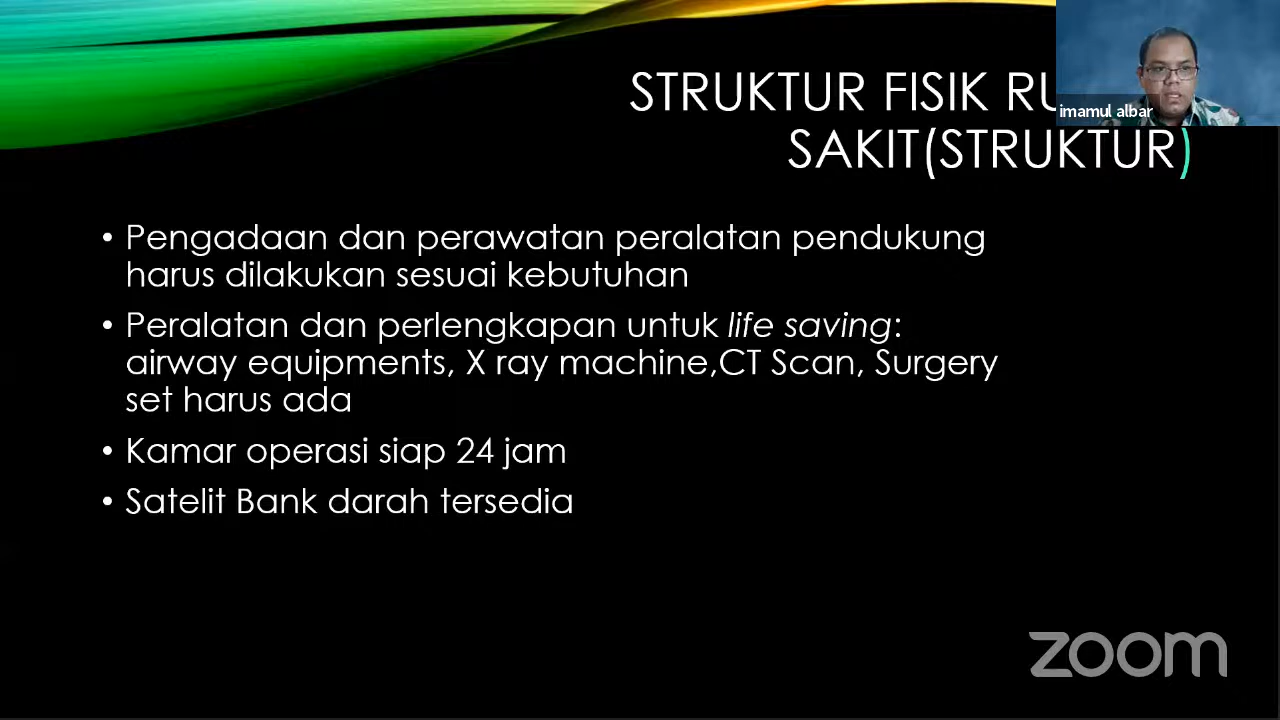 STRUKTUR FISIK
SAKIT(STRUKTUR)
imamul albar
• Pengadaan dan perawatan peralatan pendukung
harus dilakukan sesuai kebutuhan
• Peralatan dan perlengkapan untuk life saving:
airway equipments, X ray machine,CT Scan, Surgery
set harus ada
• Kamar operasi siap 24 jam
• Satelit Bank darah tersedia
zoom